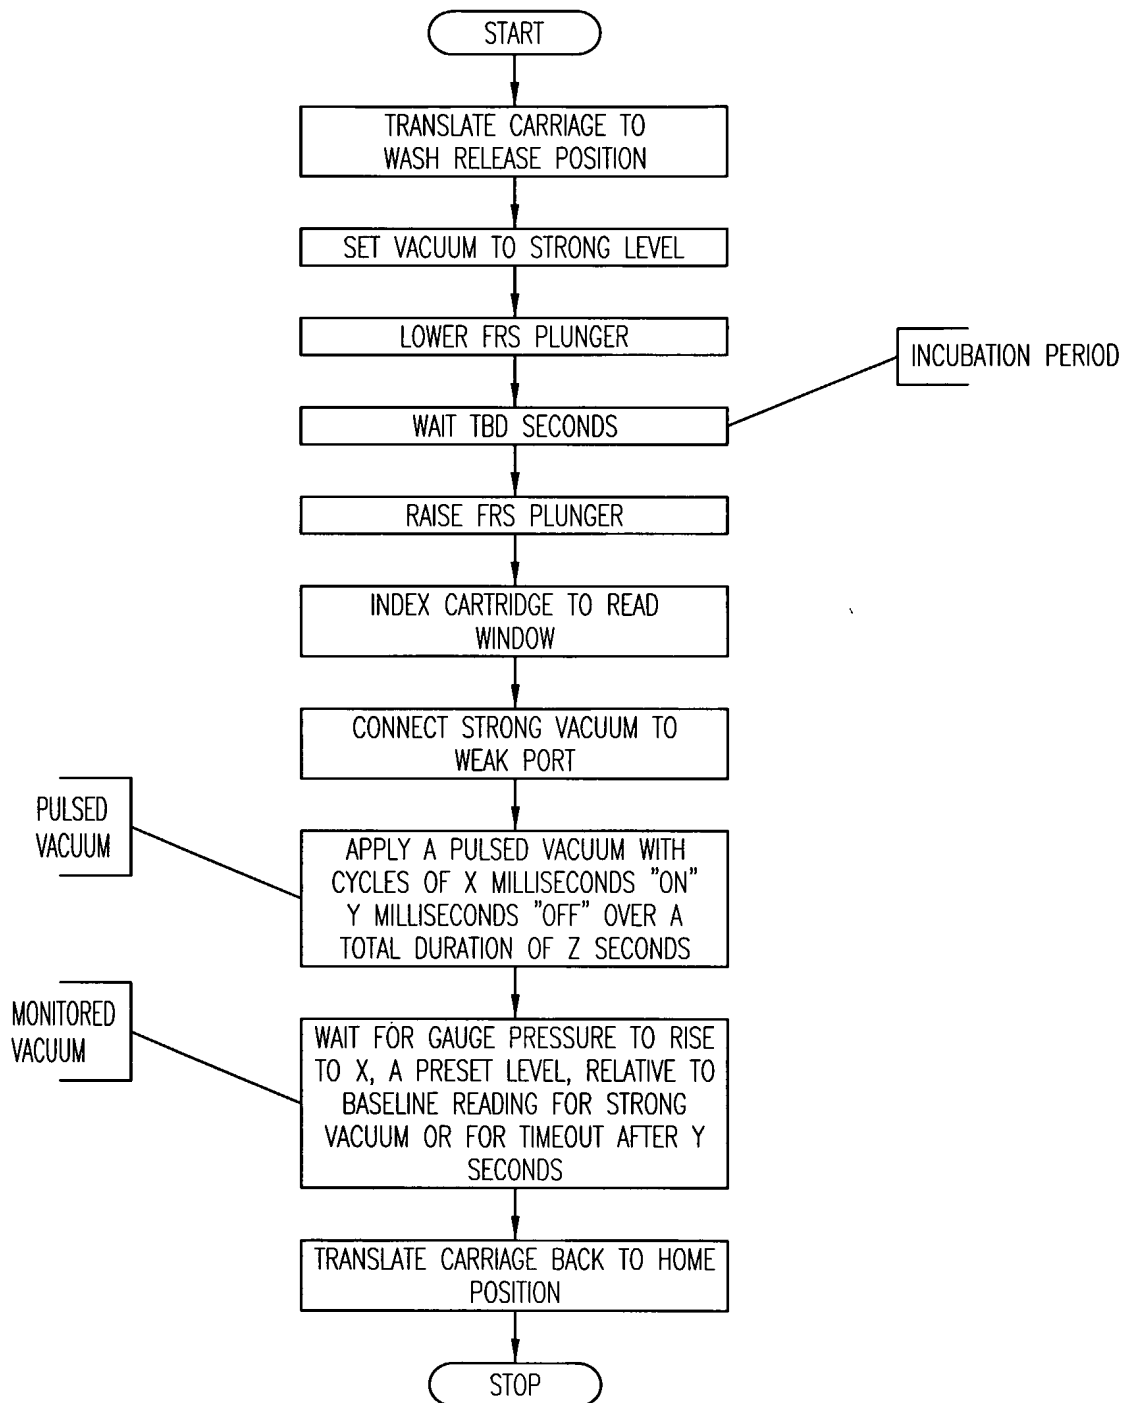 START
TRANSLATE CARRIAGE TO
WASH RELEASE POSITION
SET VACUUM TO STRONG LEVEL
LOWER FRS PLUNGER
INCUBATION PERIOD
WAIT TBD SECONDS
RAISE FRS PLUNGER
INDEX CARTRIDGE TO READ
WINDOW
CONNECT STRONG VACUUM TO
WEAK PORT
PULSED
VACUUM
APPLY A PULSED VACUUM WITH
CYCLES OF X MILLISECONDS "ON"
Y MILLISECONDS "OFF" OVER A
TOTAL DURATION OF Z SECONDS
MONITORED
VACUUM
WAIT FOR GAUGE PRESSURE TO RISE
TO X, A PRESET LEVEL, RELATIVE TO
BASELINE READING FOR STRONG
VACUUM OR FOR TIMEOUT AFTER Y
SECONDS
TRANSLATE CARRIAGE BACK TO HOME
POSITION
STOP